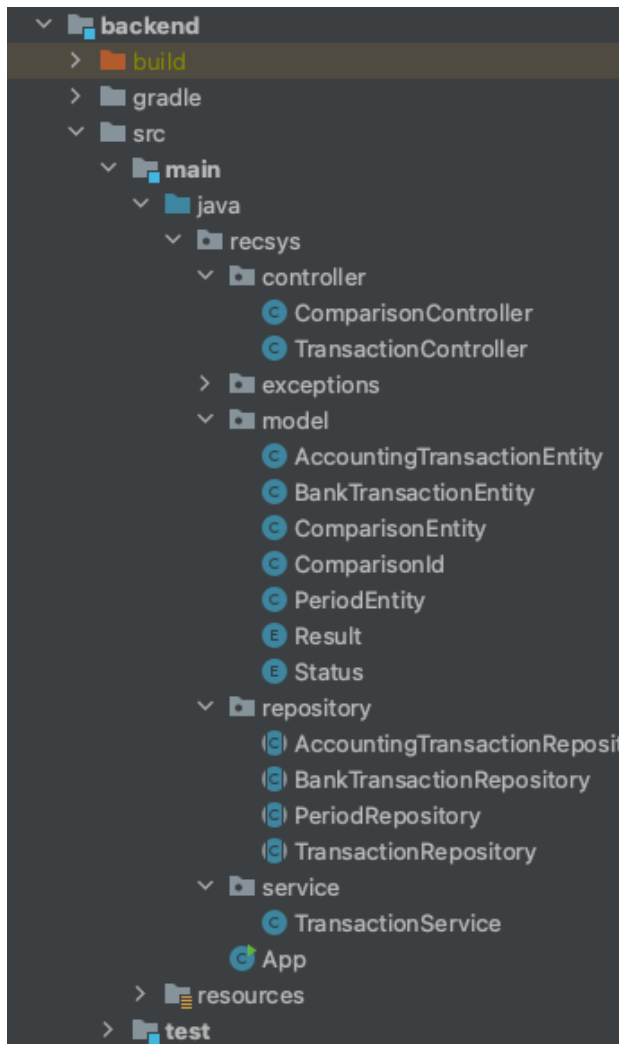 backend
build
gradle
src
main
java
recsys
controller
C ComparisonController
C TransactionController
exceptions
model
C AccountingTransactionEntity
C BankTransactionEntity
C ComparisonEntity
C ComparisonId
C PeriodEntity
E Result
E Status
repository
C AccountingTransactionReposit
C BankTransactionRepository
C PeriodRepository
C TransactionRepository
service
C TransactionService
C App
resources
test